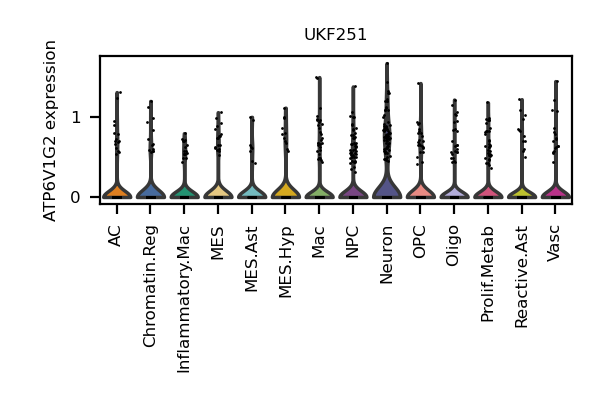 UKF251
ATP6V1G2 expression
1
0
AC
Chromatin.Reg
Inflammatory.Mac
MES
MES.Ast
MES.Hyp
Mac
NPC
Neuron
OPC
Oligo
Prolif.Metab
Reactive.Ast
Vasc